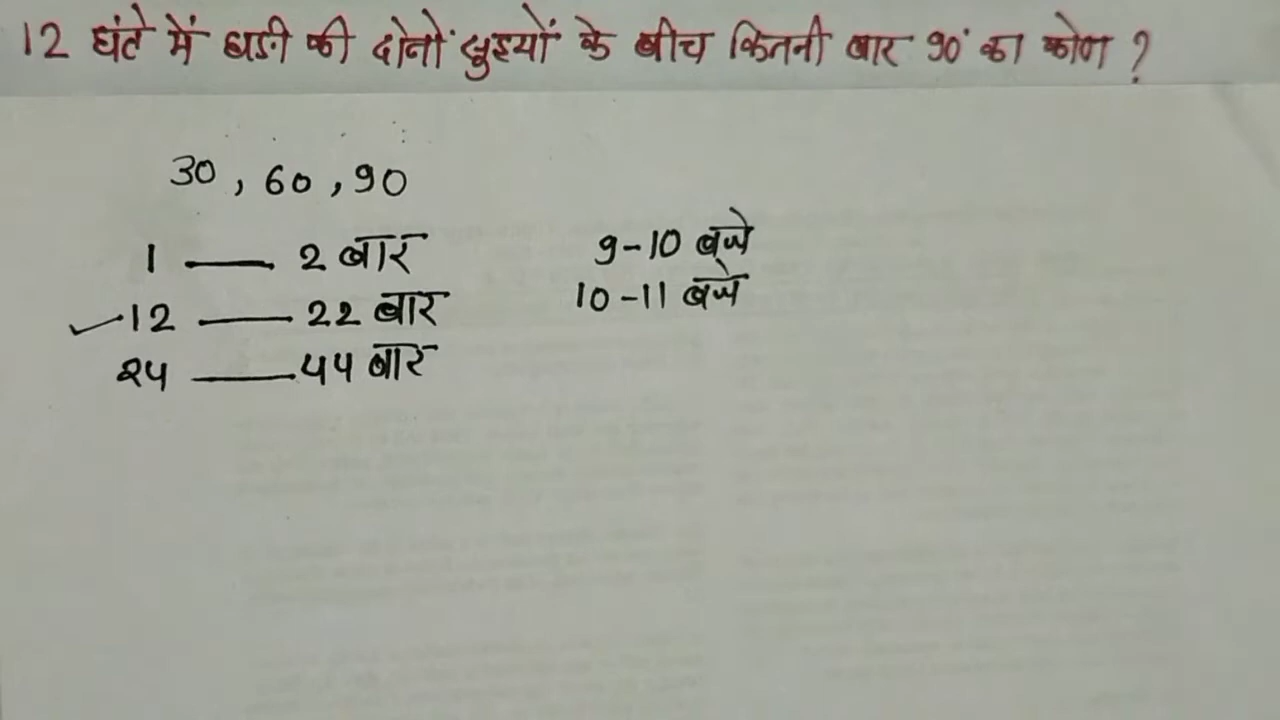 12 घंटे में घडी की दोनों सुइयों के बीच कितनी बार 90° का कोण ?
30, 60, 90
1 — 2 बार
✓12 — 22 बार
24 — 44 बार
9-10 बजे
10-11 बजे